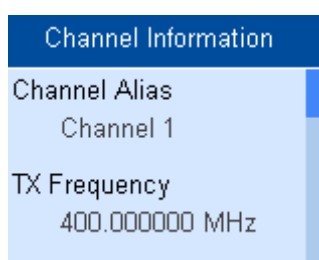 Channel Information
Channel Alias
Channel 1
TX Frequency
400.000000 MHz